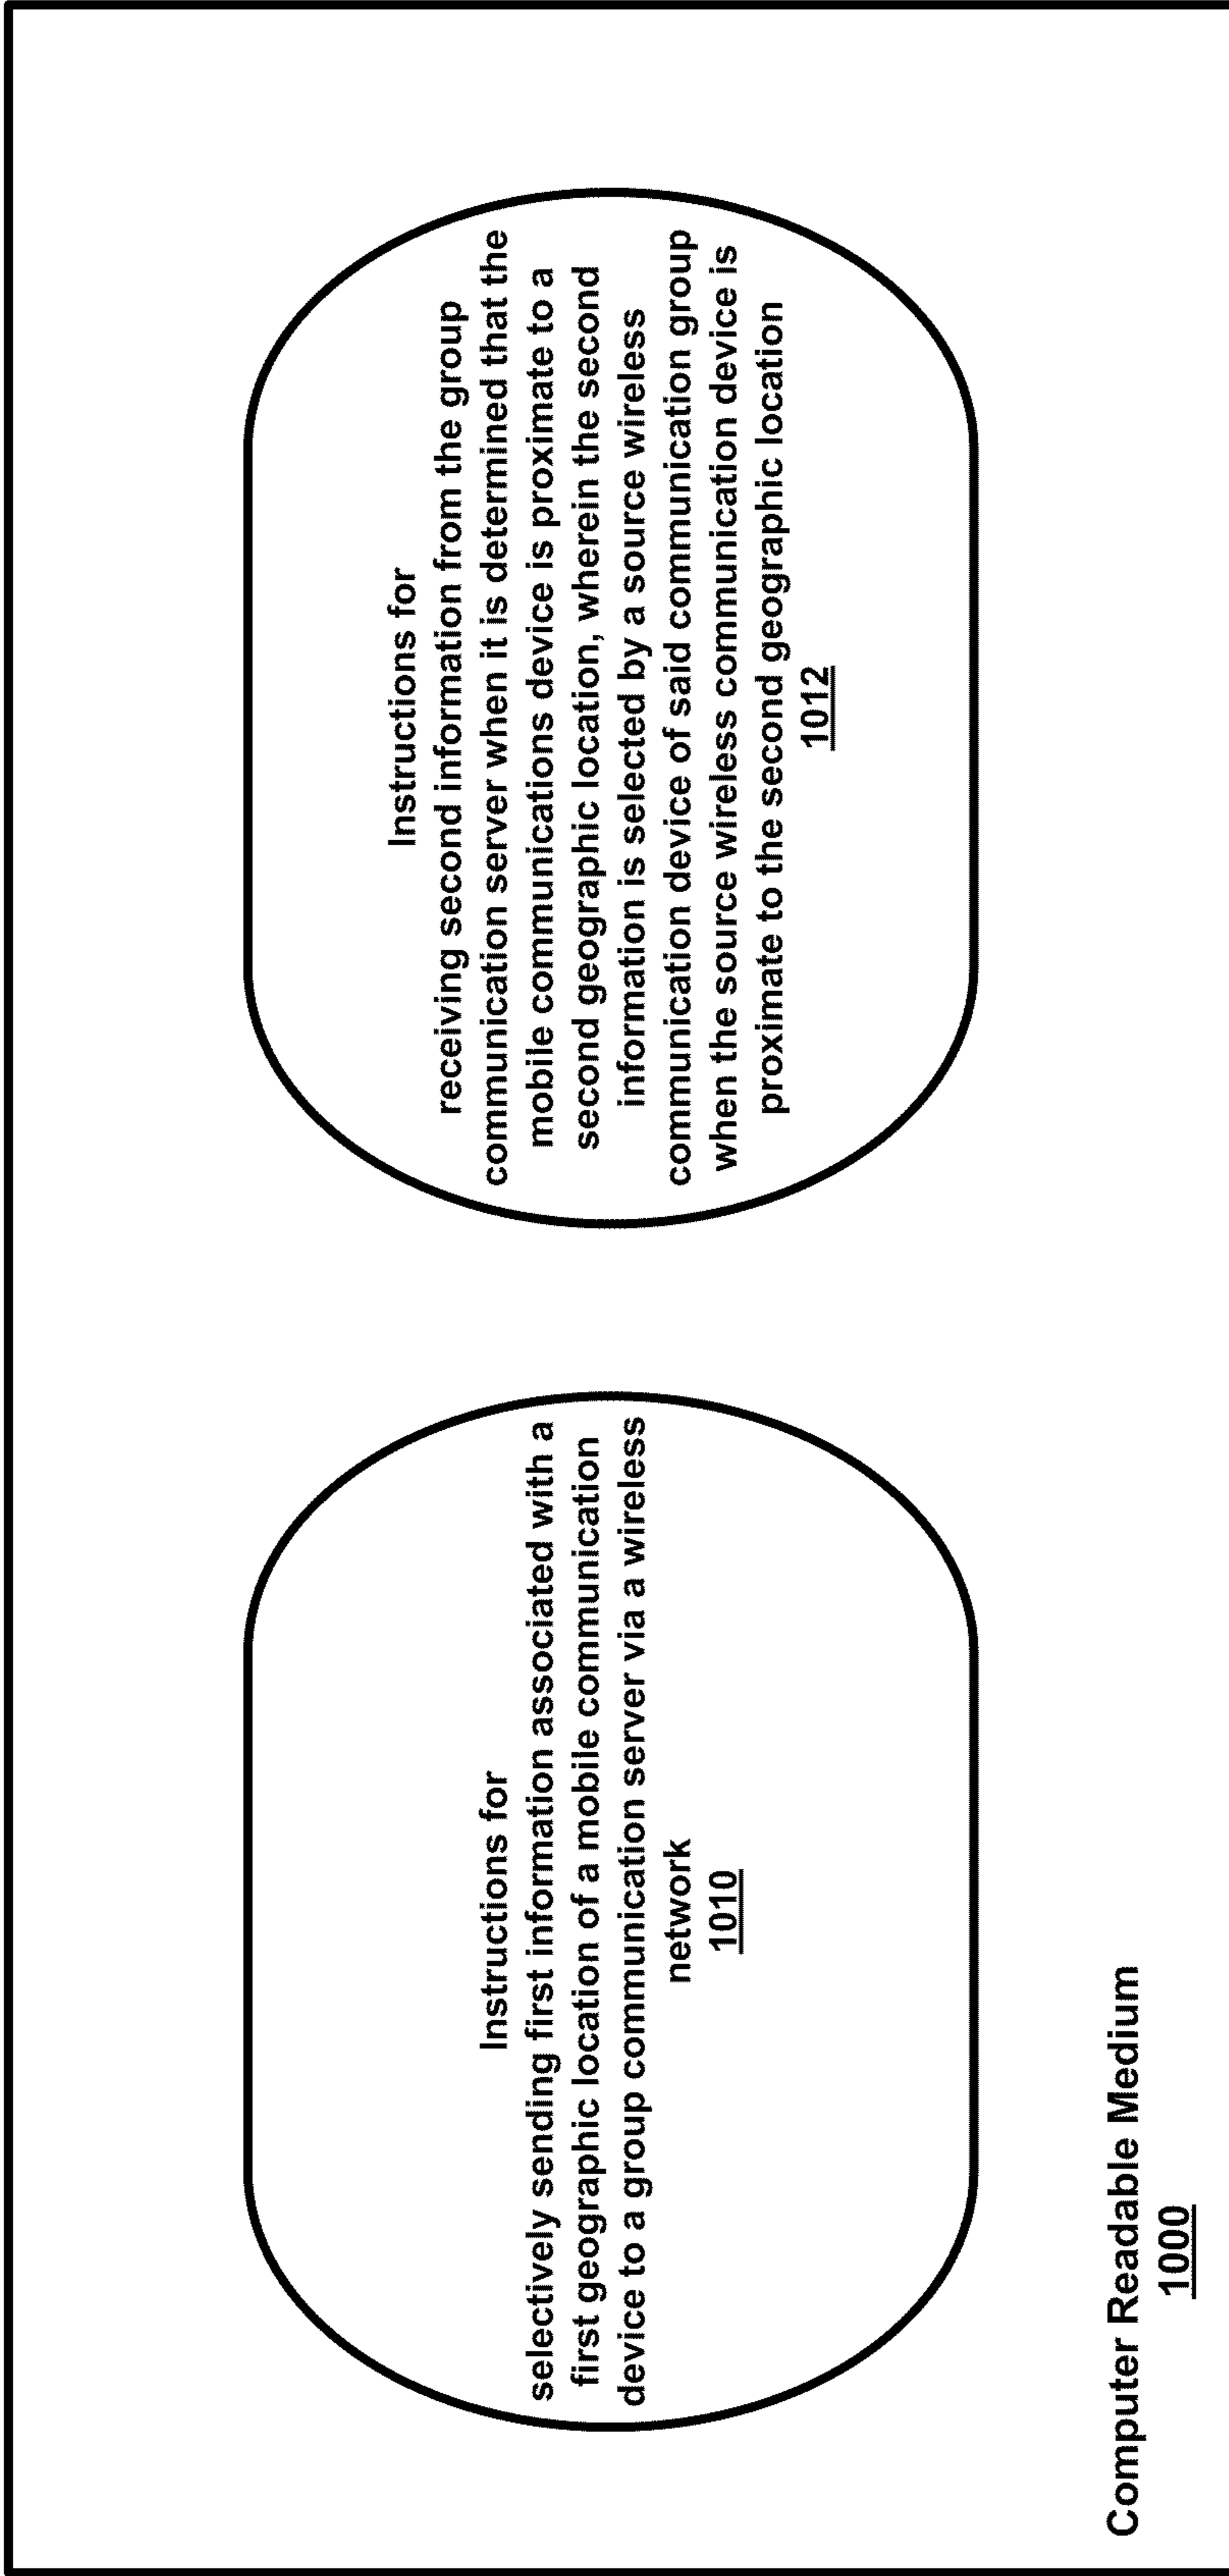 Instructions for
selectively sending first information associated with a
first geographic location of a mobile communication
device to a group communication server via a wireless
network
1010
Instructions for
receiving second information from the group
communication server when it is determined that the
mobile communications device is proximate to a
second geographic location, wherein the second
information is selected by a source wireless
communication device of said communication group
when the source wireless communication device is
proximate to the second geographic location
1012
Computer Readable Medium
1000